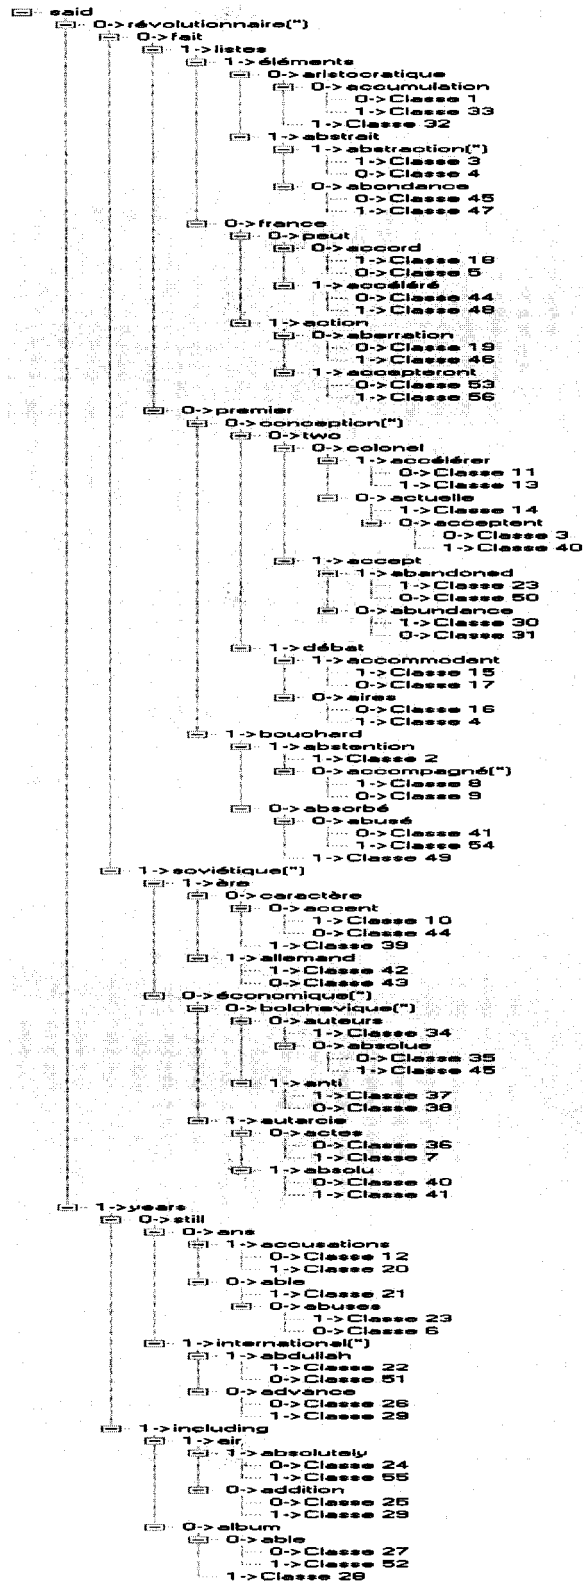 said
0->révolutionnaire(")
0->fait
1->listes
1->éléments
0->aristocratique
0->accumulation
0->Classe 1
1->Classe 33
1->Classe 32
1->abstrait
1->abstraction(")
1->Classe 3
0->Classe 4
0->abondance
0->Classe 45
1->Classe 47
0->france
0->peut
0->accord
1->Classe 18
0->Classe 5
1->accéléré
0->Classe 44
1->Classe 48
1->action
0->aberration
0->Classe 19
1->Classe 46
1->accepteront
0->Classe 53
1->Classe 56
0->premier
0->conception(")
0->two
0->colonel
1->accélérer
0->Classe 11
1->Classe 13
0->actuelle
1->Classe 14
0->acceptent
0->Classe 3
1->Classe 40
1->accept
1->abandoned
1->Classe 23
0->Classe 50
0->abundance
1->Classe 30
0->Classe 31
1->débat
1->accommodent
1->Classe 15
0->Classe 17
0->aires
0->Classe 16
1->Classe 4
1->bouchard
1->abstention
1->Classe 2
0->accompagné(")
1->Classe 8
0->Classe 9
0->absorbé
0->abusé
0->Classe 41
1->Classe 54
1->Classe 49
1->soviétique(")
1->ère
0->caractère
0->accent
1->Classe 10
0->Classe 44
1->Classe 39
1->allemand
1->Classe 42
0->Classe 43
0->économique(")
0->bolchevique(")
0->auteurs
1->Classe 34
0->absolue
0->Classe 35
1->Classe 45
1->anti
1->Classe 37
0->Classe 38
1->autarcie
0->actes
0->Classe 36
1->Classe 7
1->absolu
0->Classe 40
1->Classe 41
1->years
0->still
0->ans
1->accusations
0->Classe 12
1->Classe 20
0->able
1->Classe 21
0->abuses
1->Classe 23
0->Classe 6
1->international(")
1->abdullah
1->Classe 22
0->Classe 51
0->advance
0->Classe 26
1->Classe 29
1->including
1->air
1->absolutely
0->Classe 24
1->Classe 55
0->addition
0->Classe 25
1->Classe 29
0->album
0->able
0->Classe 27
1->Classe 52
1->Classe 28